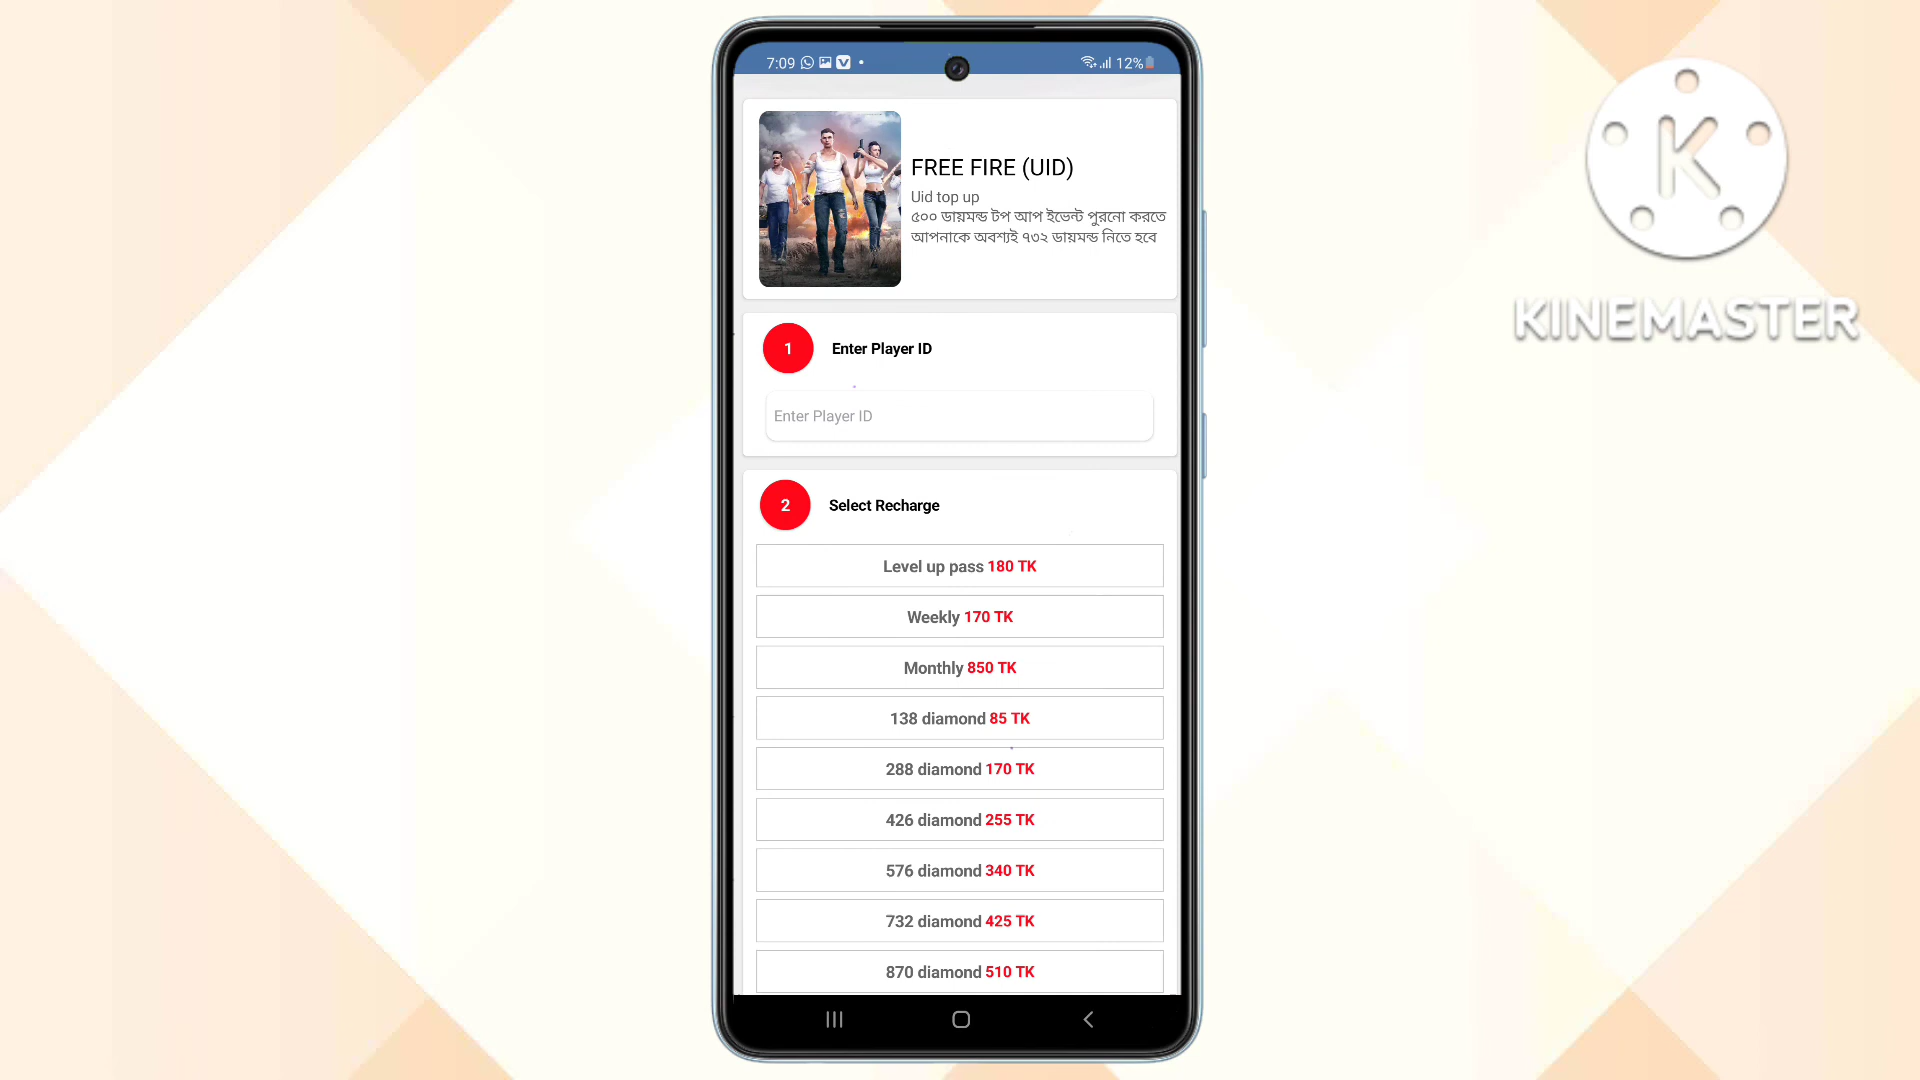 7:09
12%
FREE FIRE (UID)
Uid top up
৫০০ ডায়মন্ড টপ আপ ইভেন্ট পুরনো করতে
আপনাকে অবশ্যই ৭৩২ ডায়মন্ড নিতে হবে
1 Enter Player ID
Enter Player ID
2 Select Recharge
Level up pass 180 TK
Weekly 170 TK
Monthly 850 TK
138 diamond 85 TK
288 diamond 170 TK
426 diamond 255 TK
576 diamond 340 TK
732 diamond 425 TK
870 diamond 510 TK
K
KINEMASTER